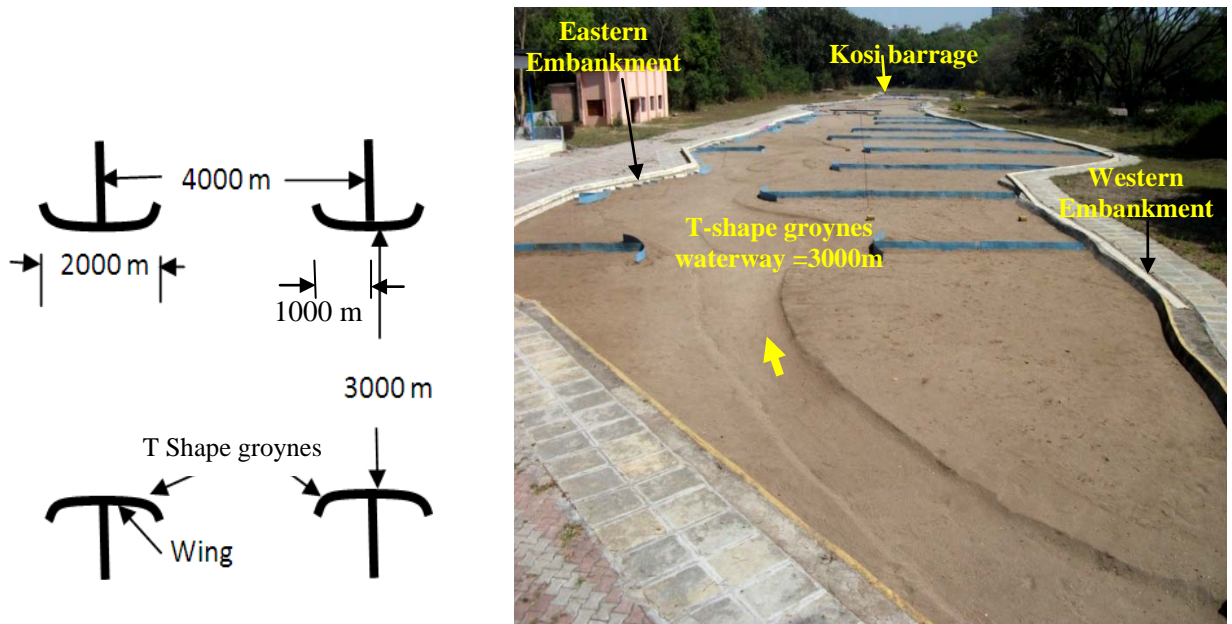 4000 m
2000 m
1000 m
3000 m
T Shape groynes
Wing
Eastern
Embankment
Kosi barrage
Western
Embankment
T-shape groynes
waterway =3000m